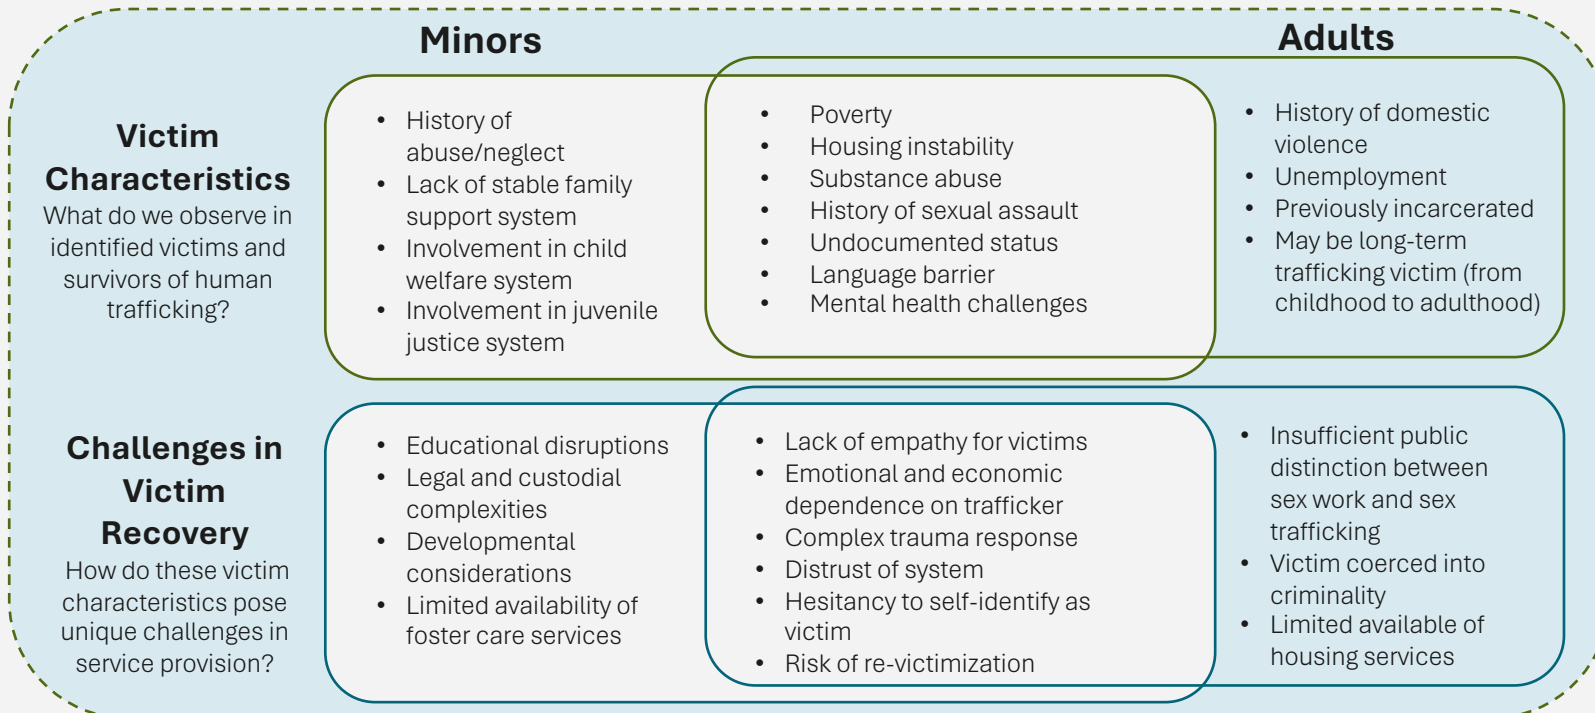 Minors
Adults
Victim
Characteristics
What do we observe in
identified victims and
survivors of human
trafficking?
• History of
abuse/neglect
• Lack of stable family
support system
• Involvement in child
welfare system
• Involvement in juvenile
justice system
• Poverty
• Housing instability
• Substance abuse
• History of sexual assault
• Undocumented status
• Language barrier
• Mental health challenges
• History of domestic
violence
• Unemployment
• Previously incarcerated
• May be long-term
trafficking victim (from
childhood to adulthood)
Challenges in
Victim
Recovery
How do these victim
characteristics pose
unique challenges in
service provision?
• Educational disruptions
• Legal and custodial
complexities
• Developmental
considerations
• Limited availability of
foster care services
• Lack of empathy for victims
• Emotional and economic
dependence on trafficker
• Complex trauma response
• Distrust of system
• Hesitancy to self-identify as
victim
• Risk of re-victimization
• Insufficient public
distinction between
sex work and sex
trafficking
• Victim coerced into
criminality
• Limited available of
housing services